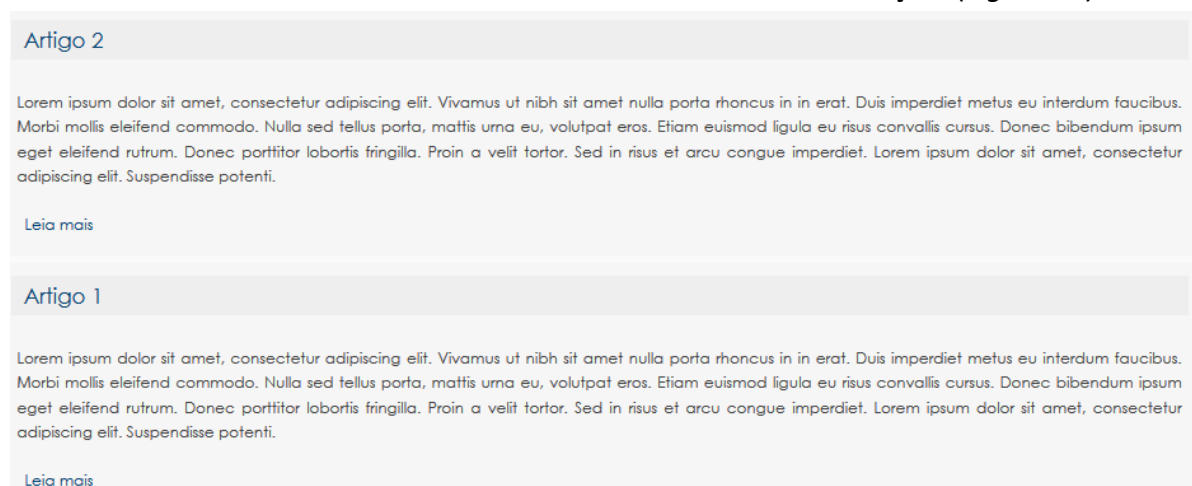 Artigo 2
Lorem ipsum dolor sit amet, consectetur adipiscing elit. Vivamus ut nibh sit amet nulla porta rhoncus in in erat. Duis imperdiet metus eu interdum faucibus.
Morbi mollis eleifend commodo. Nulla sed tellus porta, mattis urna eu, volutpat eros. Etiam euismod ligula eu risus convallis cursus. Donec bibendum ipsum
eget eleifend rutrum. Donec porttitor lobortis fringilla. Proin a velit tortor. Sed in risus et arcu congue imperdiet. Lorem ipsum dolor sit amet, consectetur
adipiscing elit. Suspendisse potenti.
Leia mais
Artigo 1
Lorem ipsum dolor sit amet, consectetur adipiscing elit. Vivamus ut nibh sit amet nulla porta rhoncus in in erat. Duis imperdiet metus eu interdum faucibus.
Morbi mollis eleifend commodo. Nulla sed tellus porta, mattis urna eu, volutpat eros. Etiam euismod ligula eu risus convallis cursus. Donec bibendum ipsum
eget eleifend rutrum. Donec porttitor lobortis fringilla. Proin a velit tortor. Sed in risus et arcu congue imperdiet. Lorem ipsum dolor sit amet, consectetur
adipiscing elit. Suspendisse potenti.
Leia mais